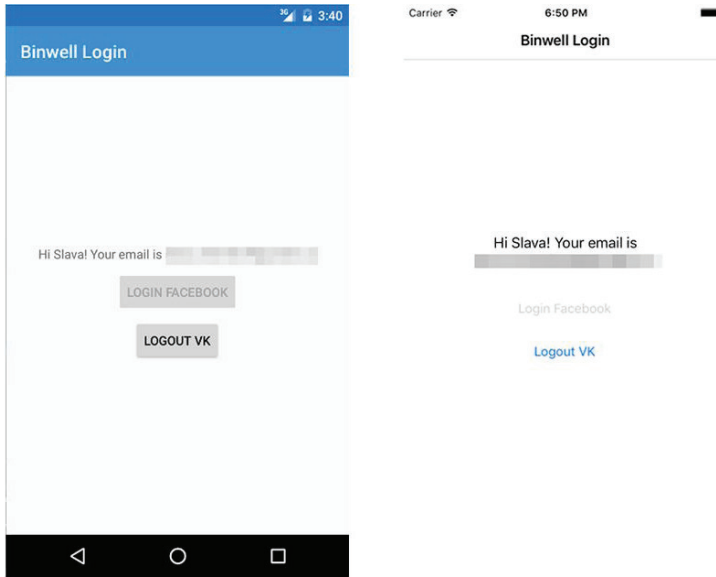 3G 3:40
Binwell Login
Hi Slava! Your email is
LOGIN FACEBOOK
LOGOUT VK
Carrier 6:50 PM
Binwell Login
Hi Slava! Your email is
Login Facebook
Logout VK